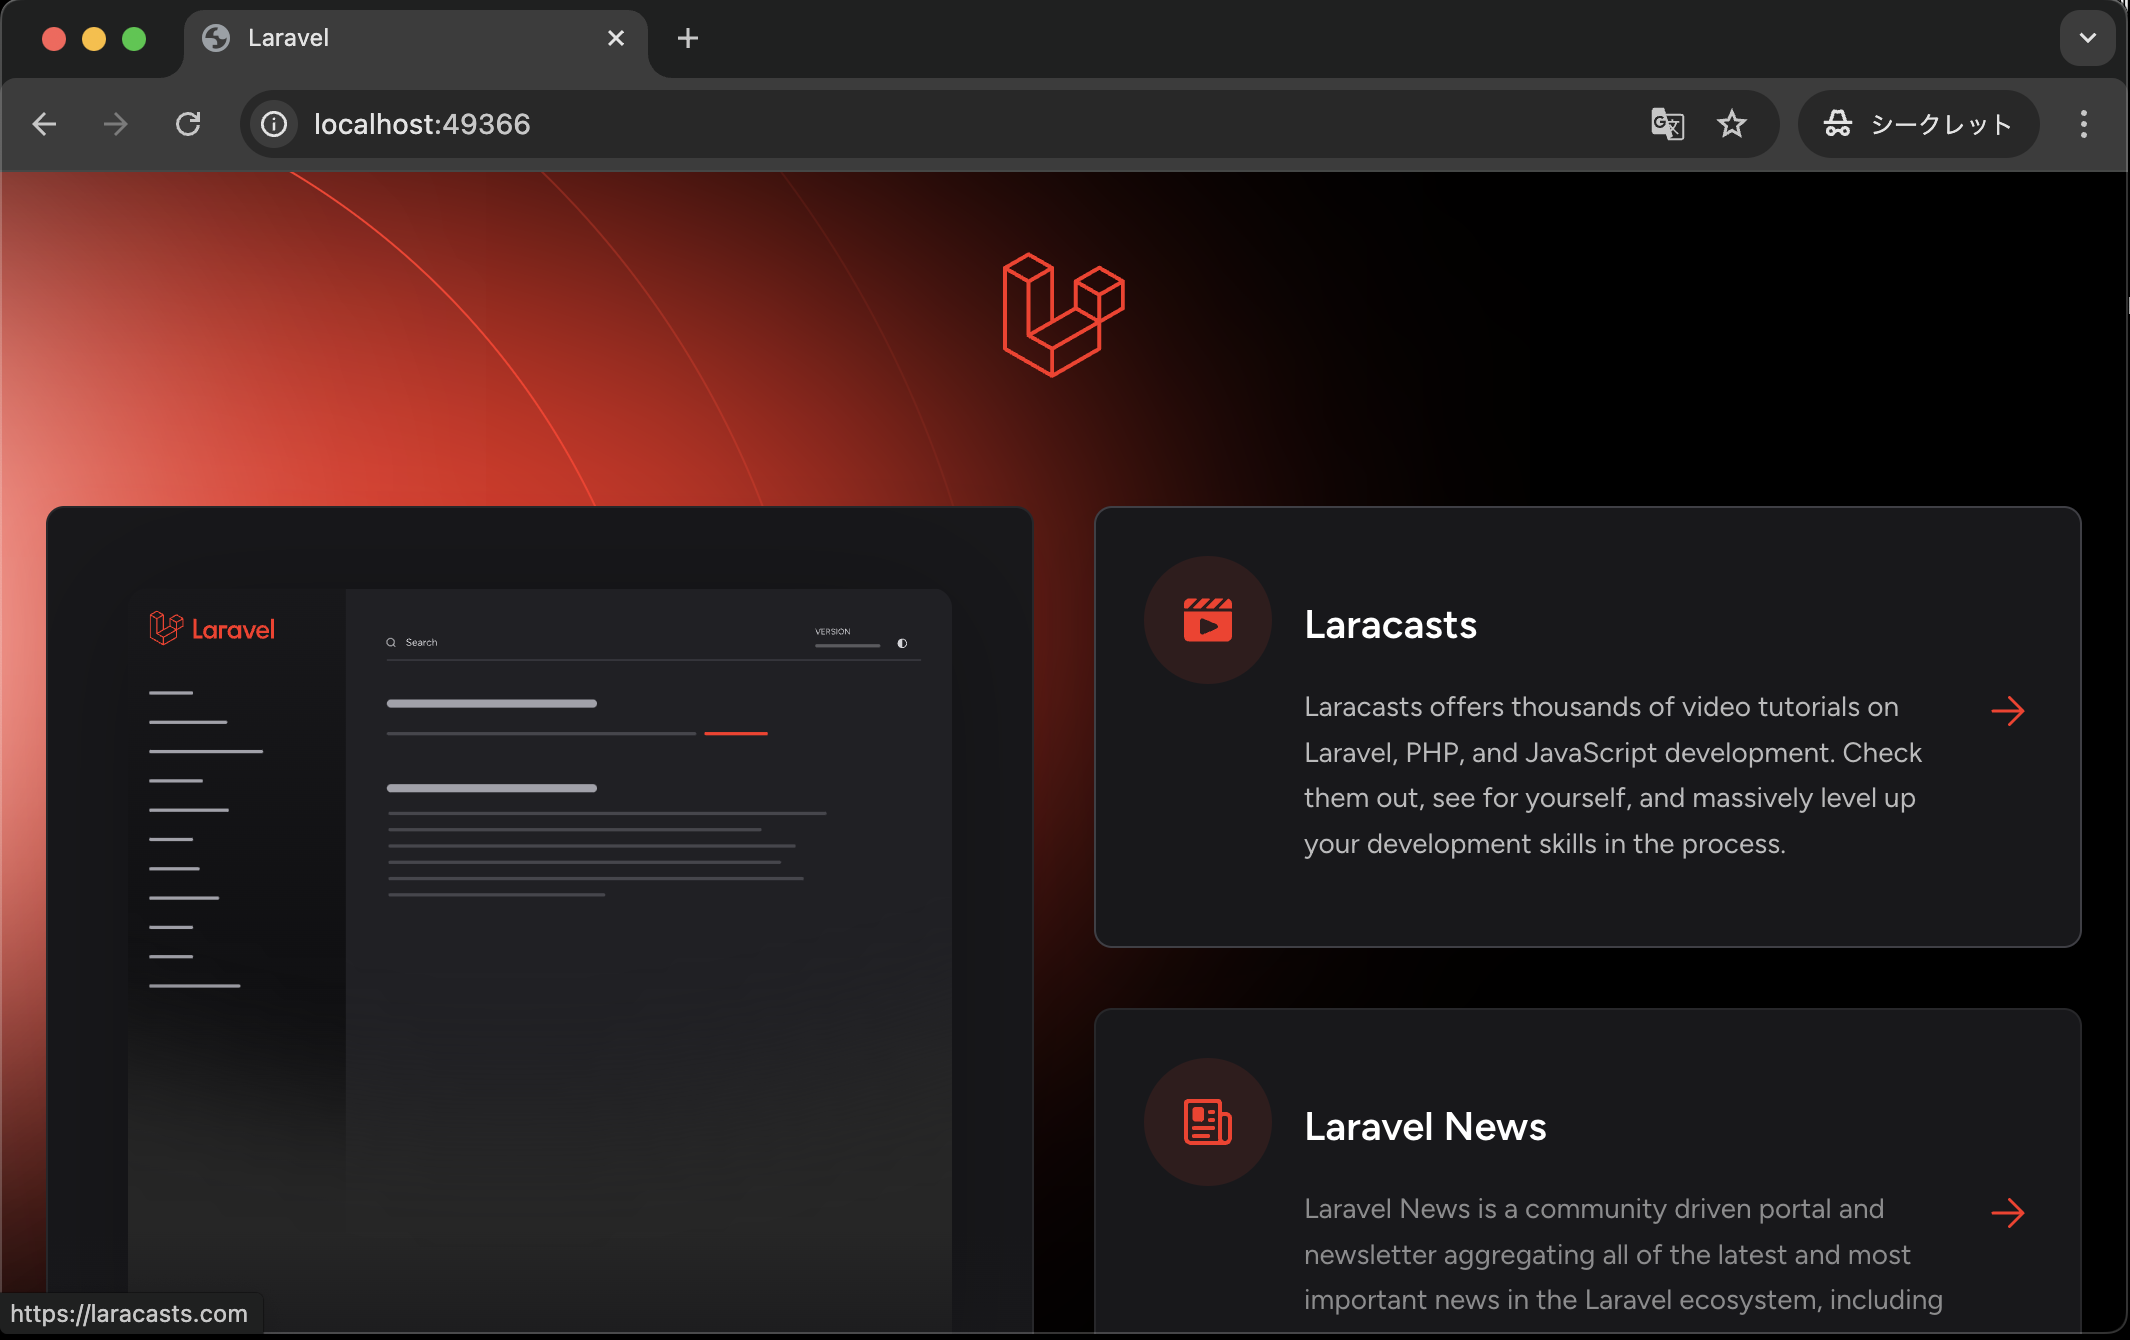 Laravel
localhost:49366
シークレット
Laravel
Search
VERSION
Laracasts
Laracasts offers thousands of video tutorials on
Laravel, PHP, and JavaScript development. Check
them out, see for yourself, and massively level up
your development skills in the process.
Laravel News
Laravel News is a community driven portal and
newsletter aggregating all of the latest and most
important news in the Laravel ecosystem, including
https://laracasts.com